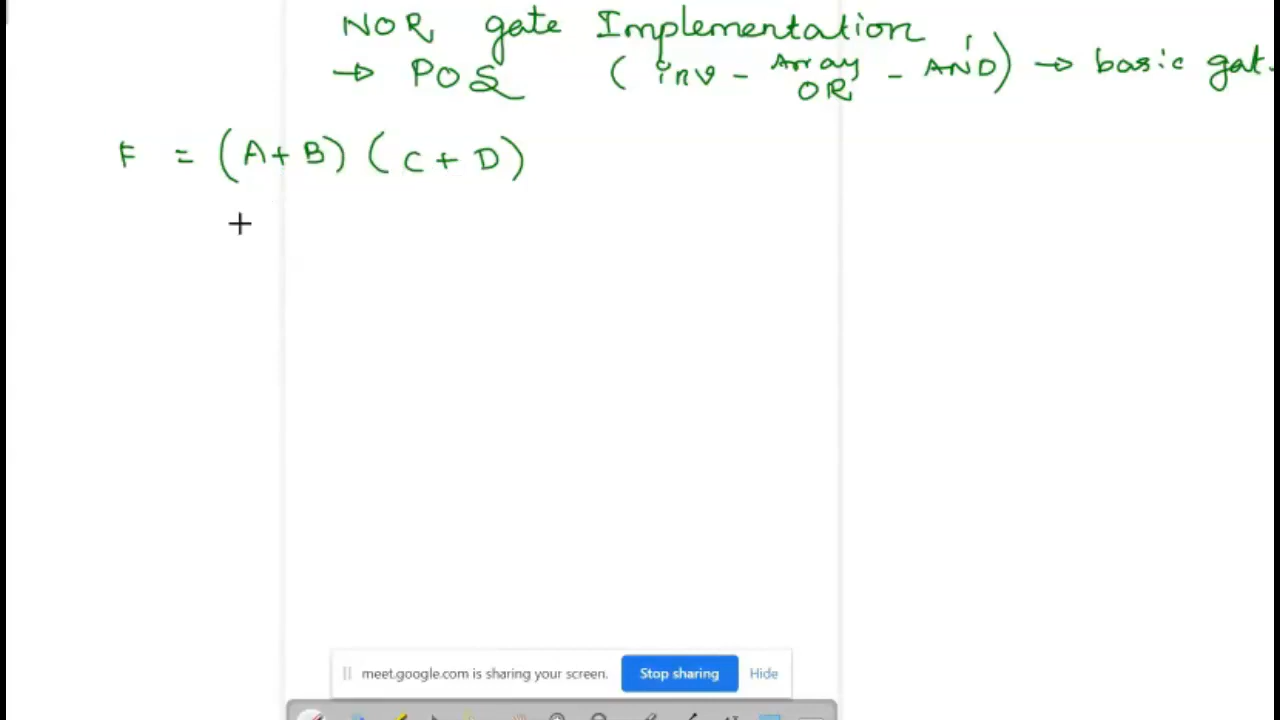 NOR gate Implementation
→ POS (inv - Array OR - AND) → basic gat.
F = (A+B) (C+D)
meet.google.com is sharing your screen. Stop sharing Hide